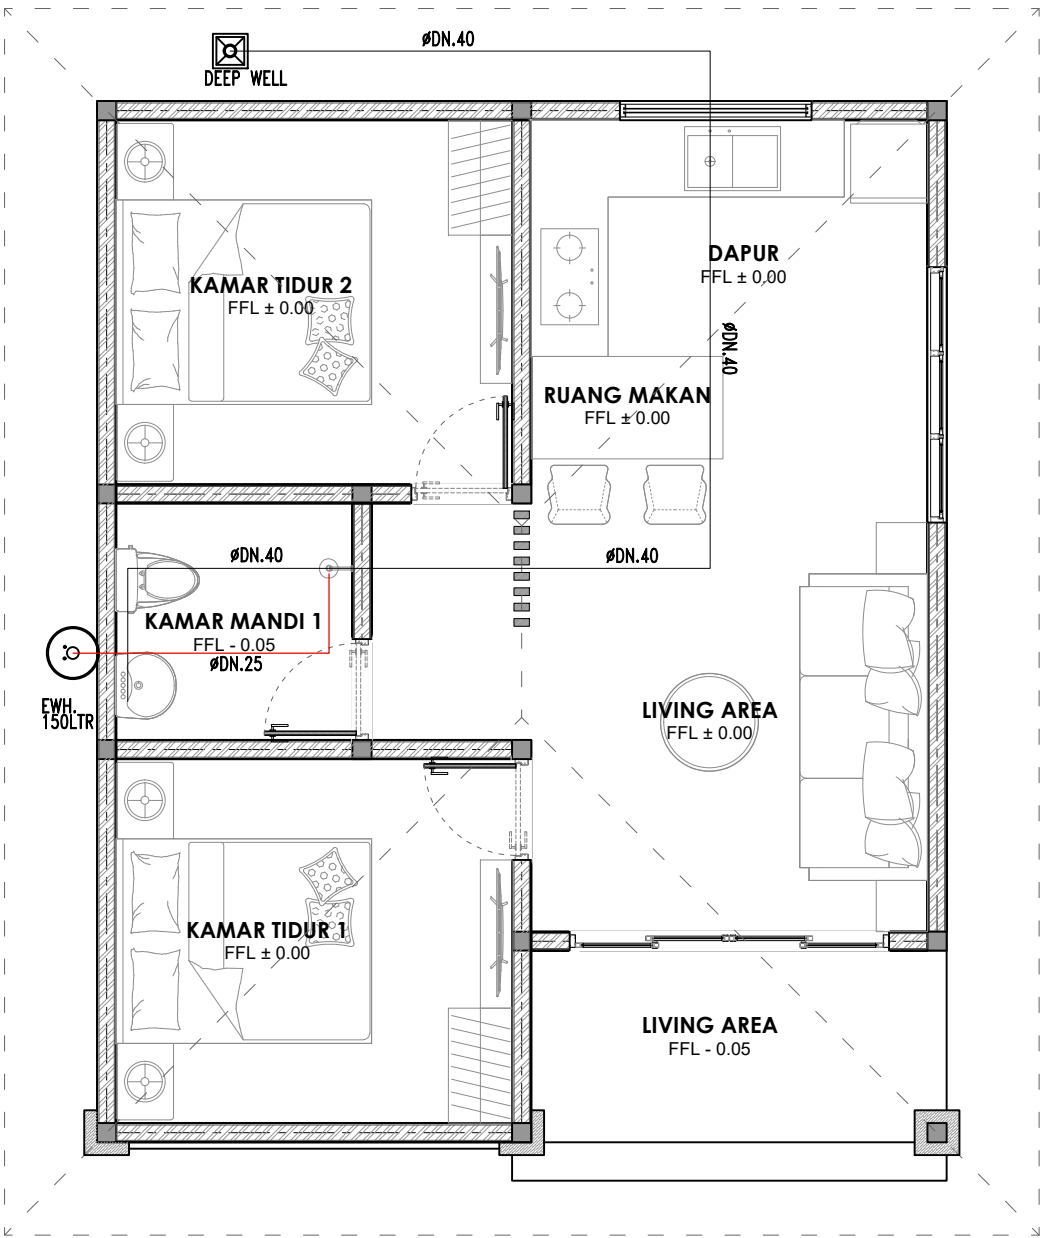 øDN.40
DEEP WELL
DAPUR
FFL ± 0.00
KAMAR TIDUR 2
FFL ± 0.00
øDN.40
RUANG MAKAN
FFL ± 0.00
øDN.40
øDN.40
KAMAR MANDI 1
FFL - 0.05
øDN.25
EWH.
150LTR
LIVING AREA
FFL ± 0.00
KAMAR TIDUR 1
FFL ± 0.00
LIVING AREA
FFL - 0.05